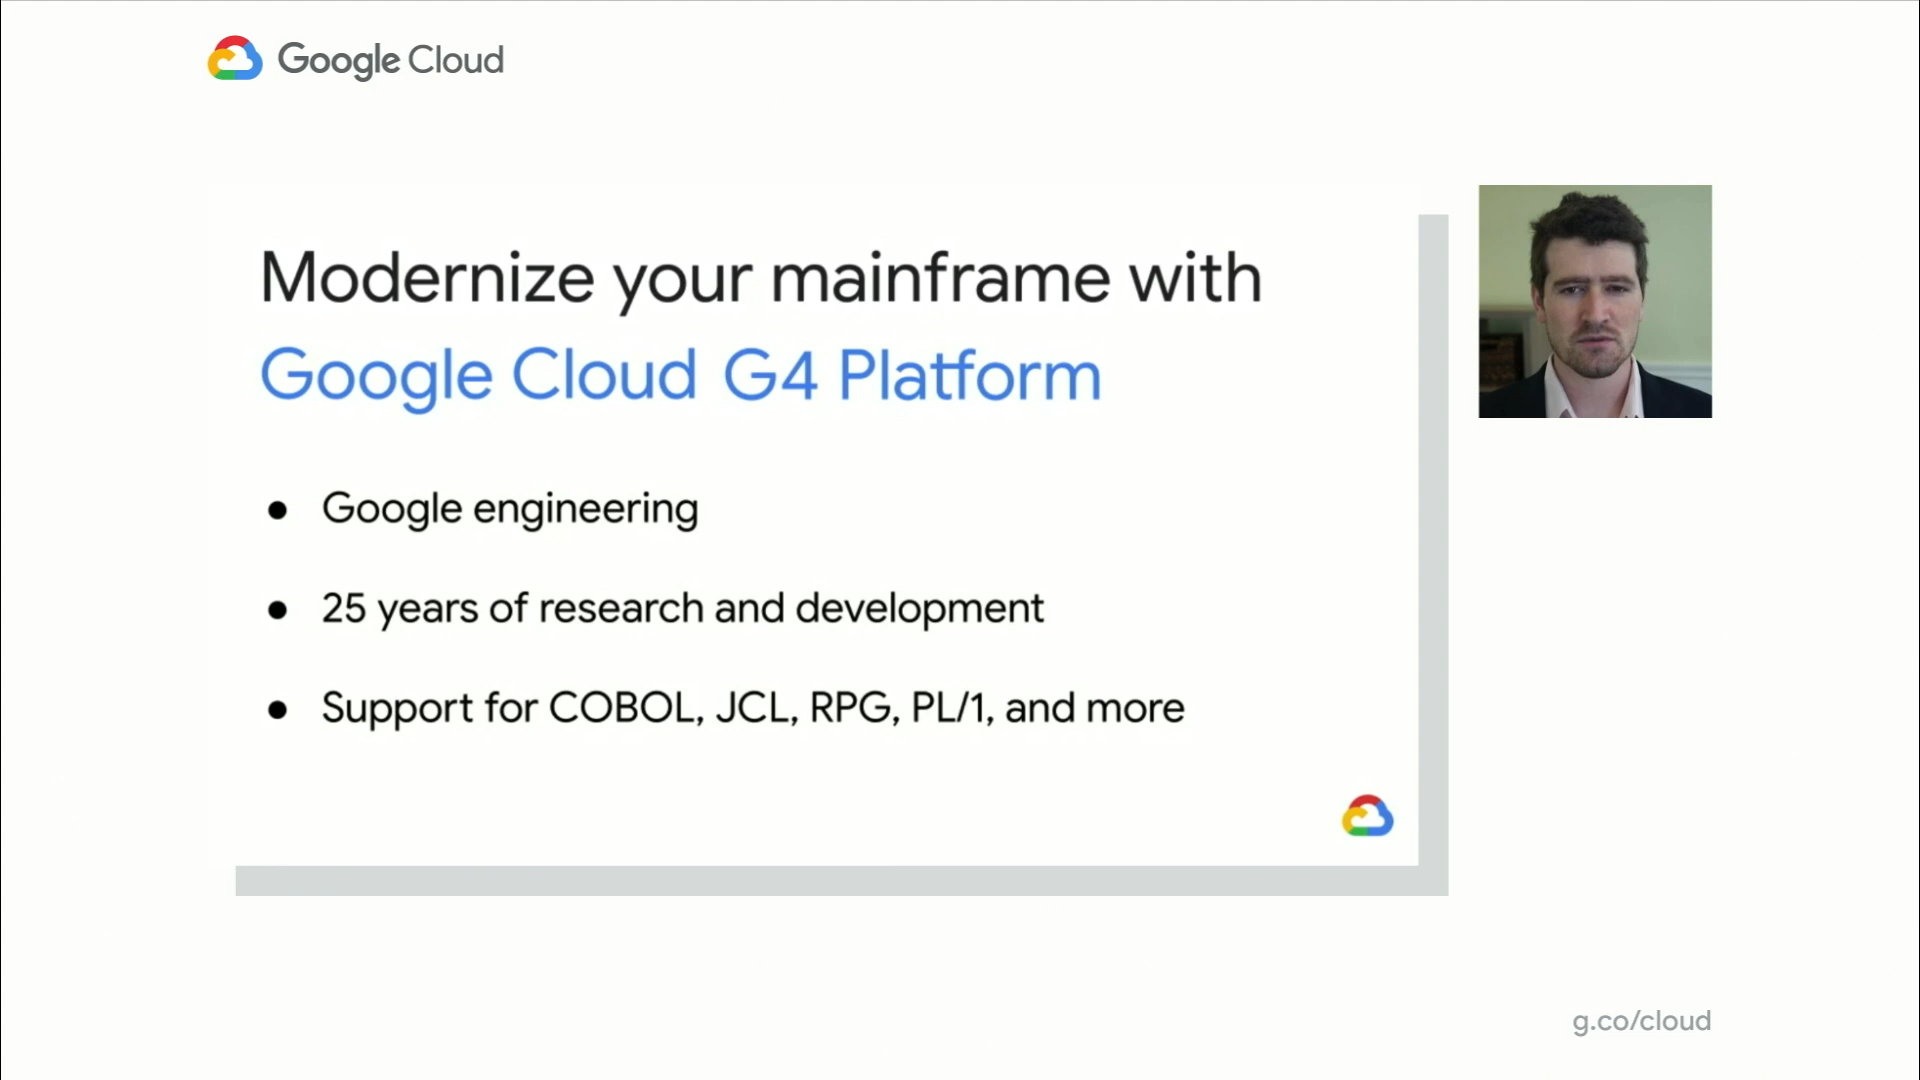 Google Cloud
Modernize your mainframe with
Google Cloud G4 Platform
● Google engineering
● 25 years of research and development
● Support for COBOL, JCL, RPG, PL/1, and more
g.co/cloud